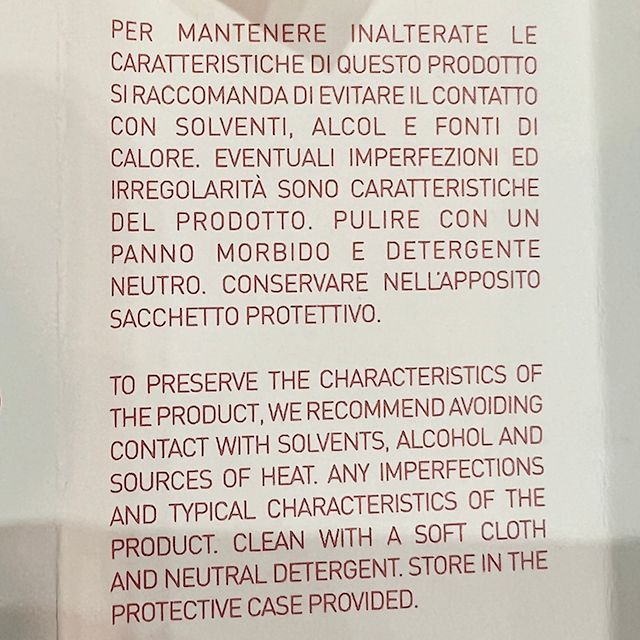 PER MANTENERE INALTERATE LE
CARATTERISTICHE DI QUESTO PRODOTTO
SI RACCOMANDA DI EVITARE IL CONTATTO
CON SOLVENTI, ALCOL E FONTI DI
CALORE. EVENTUALI IMPERFEZIONI ED
IRREGOLARITÀ SONO CARATTERISTICHE
DEL PRODOTTO. PULIRE CON UN
PANNO MORBIDO E DETERGENTE
NEUTRO. CONSERVARE NELL'APPOSITO
SACCHETTO PROTETTIVO.
TO PRESERVE THE CHARACTERISTICS OF
THE PRODUCT, WE RECOMMEND AVOIDING
CONTACT WITH SOLVENTS, ALCOHOL AND
SOURCES OF HEAT. ANY IMPERFECTIONS
AND TYPICAL CHARACTERISTICS OF THE
PRODUCT. CLEAN WITH A SOFT CLOTH
AND NEUTRAL DETERGENT. STORE IN THE
PROTECTIVE CASE PROVIDED.